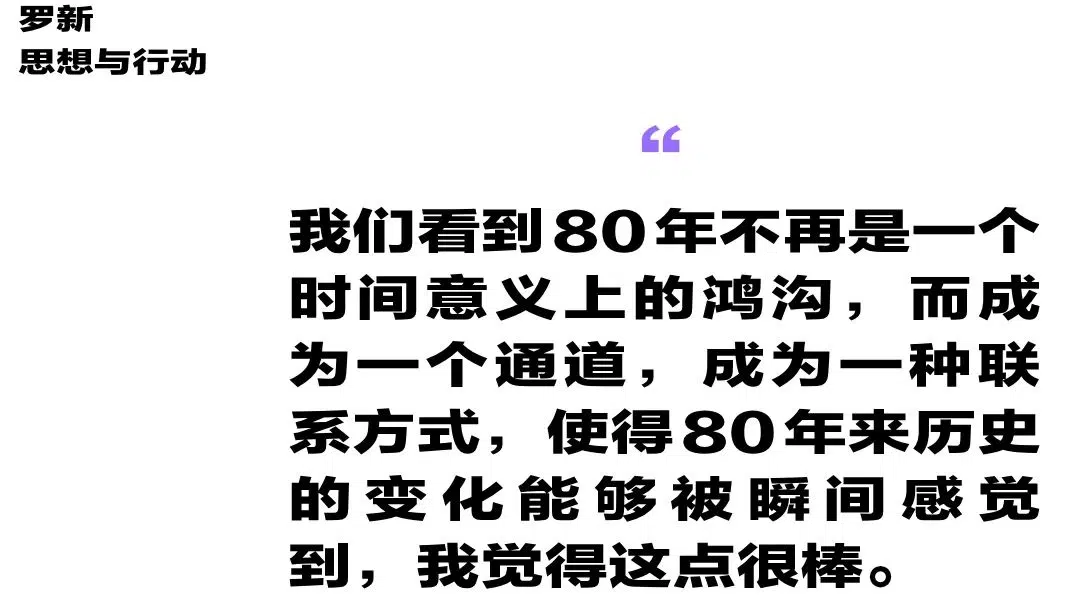 罗新
思想与行动
“
我们看到80年不再是一个
时间意义上的鸿沟，而成
为一个通道，成为一种联
系方式，使得80年来历史
的变化能够被瞬间感觉
到，我觉得这点很棒。